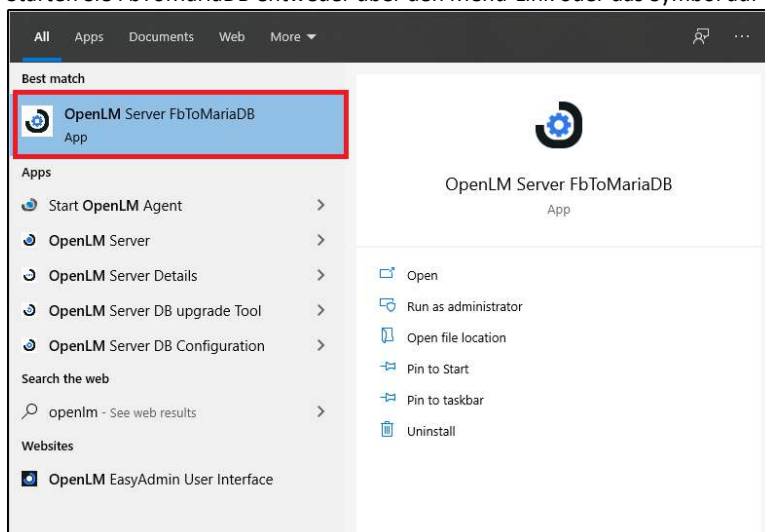 All Apps Documents Web More
Best match
OpenLM Server FbToMariaDB
App
Apps
Start OpenLM Agent
OpenLM Server
OpenLM Server Details
OpenLM Server DB upgrade Tool
OpenLM Server DB Configuration
Search the web
openlm - See web results
Websites
OpenLM EasyAdmin User Interface
OpenLM Server FbToMariaDB
App
Open
Run as administrator
Open file location
Pin to Start
Pin to taskbar
Uninstall